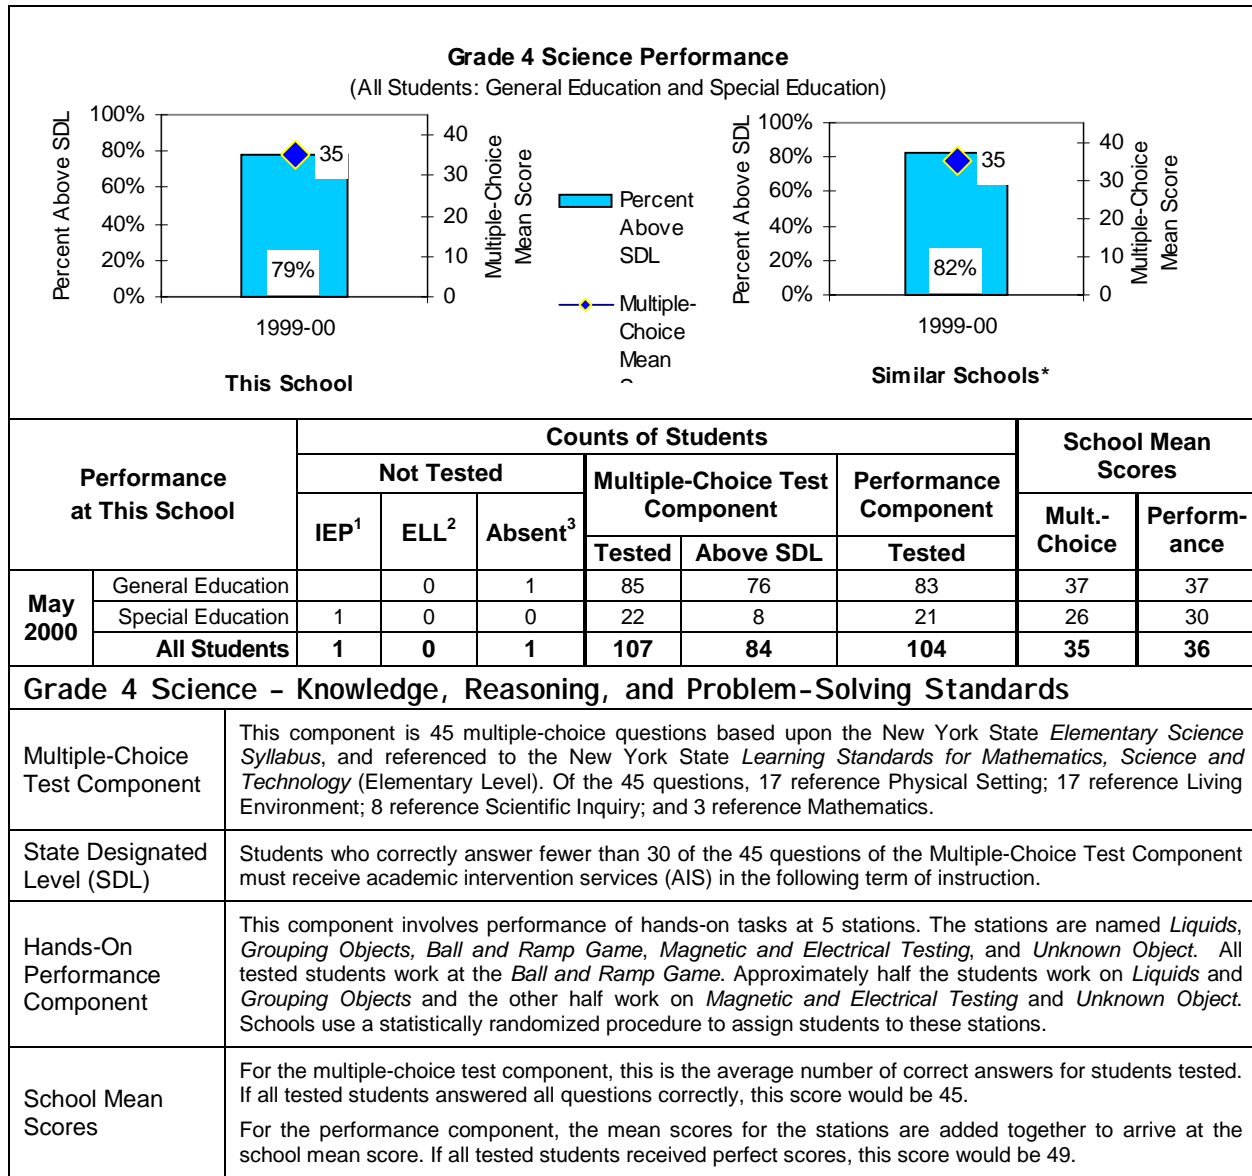 Grade 4 Science Performance
(All Students: General Education and Special Education)
Percent Above SDL
100%
80%
60%
40%
20%
0%
35
79%
40
30
20
10
0
Multiple-Choice
Mean Score
1999-00
This School
Percent
Above
SDL
Multiple-
Choice
Mean
Percent Above SDL
100%
80%
60%
40%
20%
0%
35
82%
40
30
20
10
0
Multiple-Choice
Mean Score
1999-00
Similar Schools*
Performance
at This School
Counts of Students
School Mean
Scores
Not Tested
Multiple-Choice Test
Component
Performance
Component
IEP1 ELL2 Absent3
Tested Above SDL Tested
Mult.-
Choice
Perform-
ance
May
2000
General Education 0 1 85 76 83 37 37
Special Education 1 0 0 22 8 21 26 30
All Students 1 0 1 107 84 104 35 36
Grade 4 Science – Knowledge, Reasoning, and Problem-Solving Standards
Multiple-Choice
Test Component
This component is 45 multiple-choice questions based upon the New York State Elementary Science
Syllabus, and referenced to the New York State Learning Standards for Mathematics, Science and
Technology (Elementary Level). Of the 45 questions, 17 reference Physical Setting; 17 reference Living
Environment; 8 reference Scientific Inquiry; and 3 reference Mathematics.
State Designated
Level (SDL)
Students who correctly answer fewer than 30 of the 45 questions of the Multiple-Choice Test Component
must receive academic intervention services (AIS) in the following term of instruction.
Hands-On
Performance
Component
This component involves performance of hands-on tasks at 5 stations. The stations are named Liquids,
Grouping Objects, Ball and Ramp Game, Magnetic and Electrical Testing, and Unknown Object. All
tested students work at the Ball and Ramp Game. Approximately half the students work on Liquids and
Grouping Objects and the other half work on Magnetic and Electrical Testing and Unknown Object.
Schools use a statistically randomized procedure to assign students to these stations.
School Mean
Scores
For the multiple-choice test component, this is the average number of correct answers for students tested.
If all tested students answered all questions correctly, this score would be 45.
For the performance component, the mean scores for the stations are added together to arrive at the
school mean score. If all tested students received perfect scores, this score would be 49.